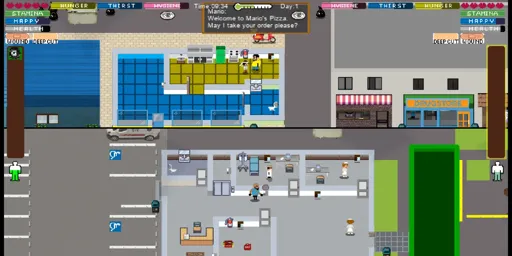 HYGIENE HUNGER THIRST Time 09:34 Day. 1 HYGIENE HUNGER THIRST
STAMINA
HAPPY
HEALTH
Mario:
Welcome to Mario's Pizza.
May I take your order please?
STAMINA
HAPPY
HEALTH
DRUGSTORE